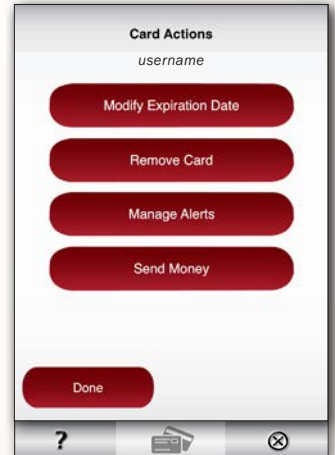 Card Actions
username
Modify Expiration Date
Remove Card
Manage Alerts
Send Money
Done
?